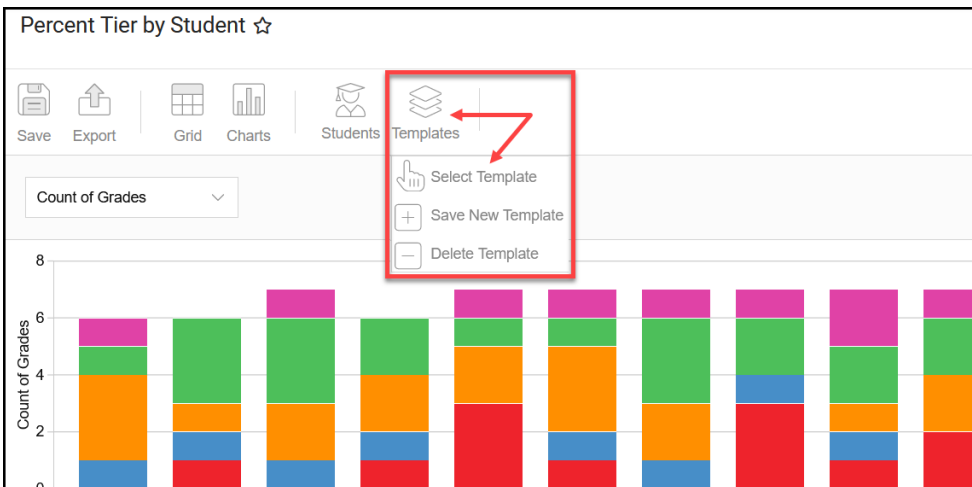 Percent Tier by Student
Save Export Grid Charts Students Templates
Select Template
Count of Grades
Save New Template
Delete Template
8
6
4
2
0
Count of Grades